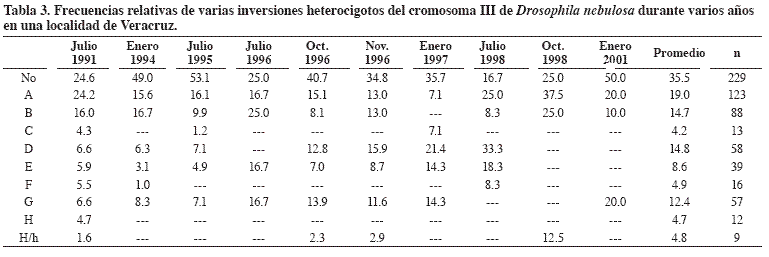 Tabla 3. Frecuencias relativas de varias inversiones heterocigotos del cromosoma III de Drosophila nebulosa durante varios años
en una localidad de Veracruz.
Julio 1991 Enero 1994 Julio 1995 Julio 1996 Oct. 1996 Nov. 1996 Enero 1997 Julio 1998 Oct. 1998 Enero 2001 Promedio n
No 24.6 49.0 53.1 25.0 40.7 34.8 35.7 16.7 25.0 50.0 35.5 229
A 24.2 15.6 16.1 16.7 15.1 13.0 7.1 25.0 37.5 20.0 19.0 123
B 16.0 16.7 9.9 25.0 8.1 13.0 --- 8.3 25.0 10.0 14.7 88
C 4.3 --- 1.2 --- --- --- 7.1 --- --- --- 4.2 13
D 6.6 6.3 7.1 --- 12.8 15.9 21.4 33.3 --- --- 14.8 58
E 5.9 3.1 4.9 16.7 7.0 8.7 14.3 18.3 --- --- 8.6 39
F 5.5 1.0 --- --- --- --- --- 8.3 --- --- 4.9 16
G 6.6 8.3 7.1 16.7 13.9 11.6 14.3 --- --- 20.0 12.4 57
H 4.7 --- --- --- --- --- --- --- --- --- 4.7 12
H/h 1.6 --- --- --- 2.3 2.9 --- --- 12.5 --- 4.8 9